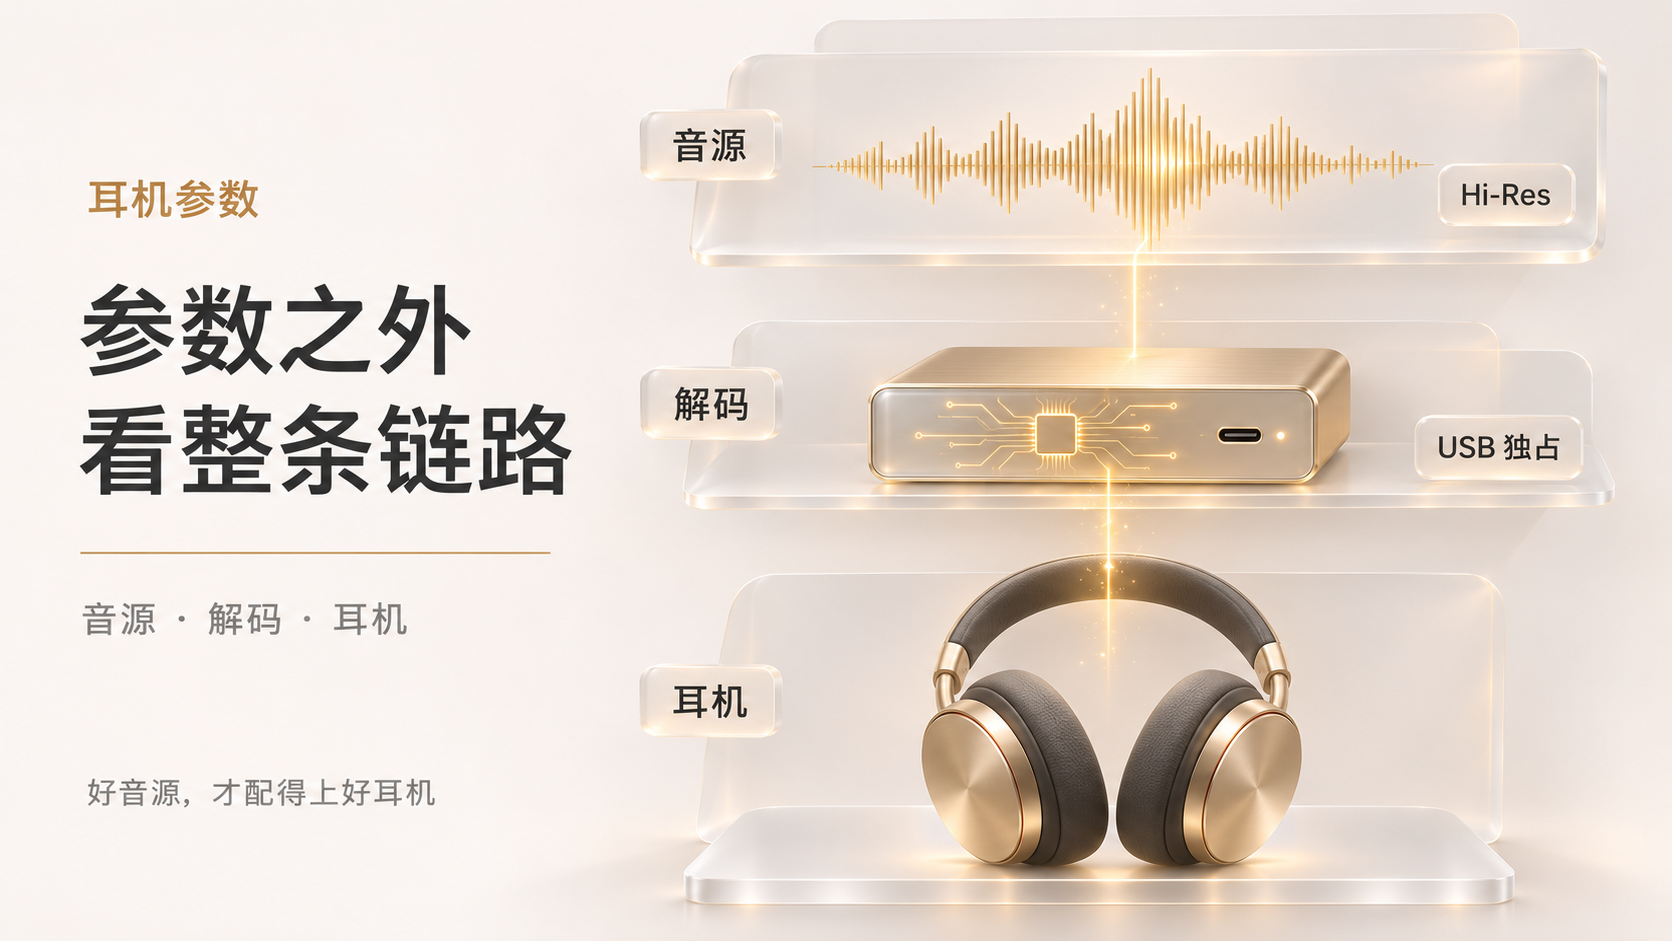 耳机参数
参数之外
看整条链路
音源 · 解码 · 耳机
好音源，才配得上好耳机
音源
Hi-Res
解码
USB 独占
耳机